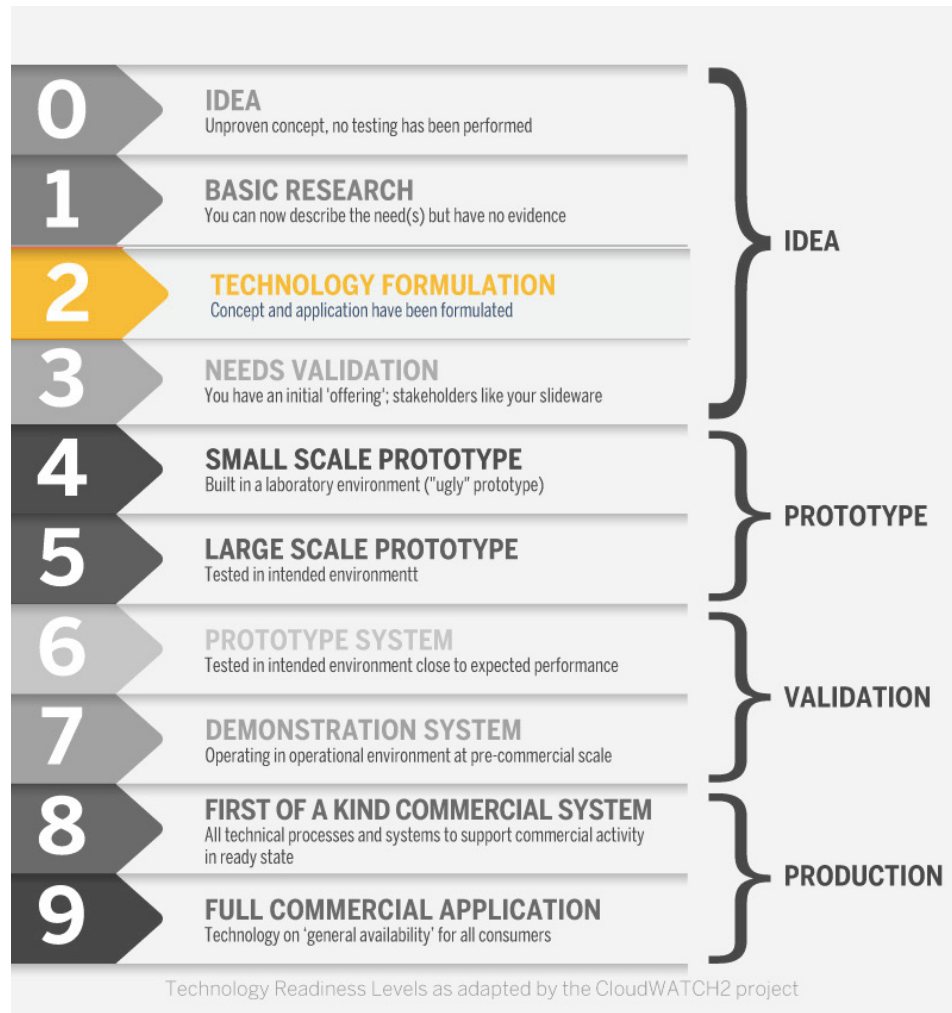 0
IDEA
Unproven concept, no testing has been performed
1
BASIC RESEARCH
You can now describe the need(s) but have no evidence
2
TECHNOLOGY FORMULATION
Concept and application have been formulated
3
NEEDS VALIDATION
You have an initial 'offering'; stakeholders like your slideware
IDEA
4
SMALL SCALE PROTOTYPE
Built in a laboratory environment ("ugly" prototype)
5
LARGE SCALE PROTOTYPE
Tested in intended environmentt
PROTOTYPE
6
PROTOTYPE SYSTEM
Tested in intended environment close to expected performance
7
DEMONSTRATION SYSTEM
Operating in operational environment at pre-commercial scale
VALIDATION
8
FIRST OF A KIND COMMERCIAL SYSTEM
All technical processes and systems to support commercial activity
in ready state
9
FULL COMMERCIAL APPLICATION
Technology on ‘general availability’ for all consumers
PRODUCTION
Technology Readiness Levels as adapted by the CloudWATCH2 project